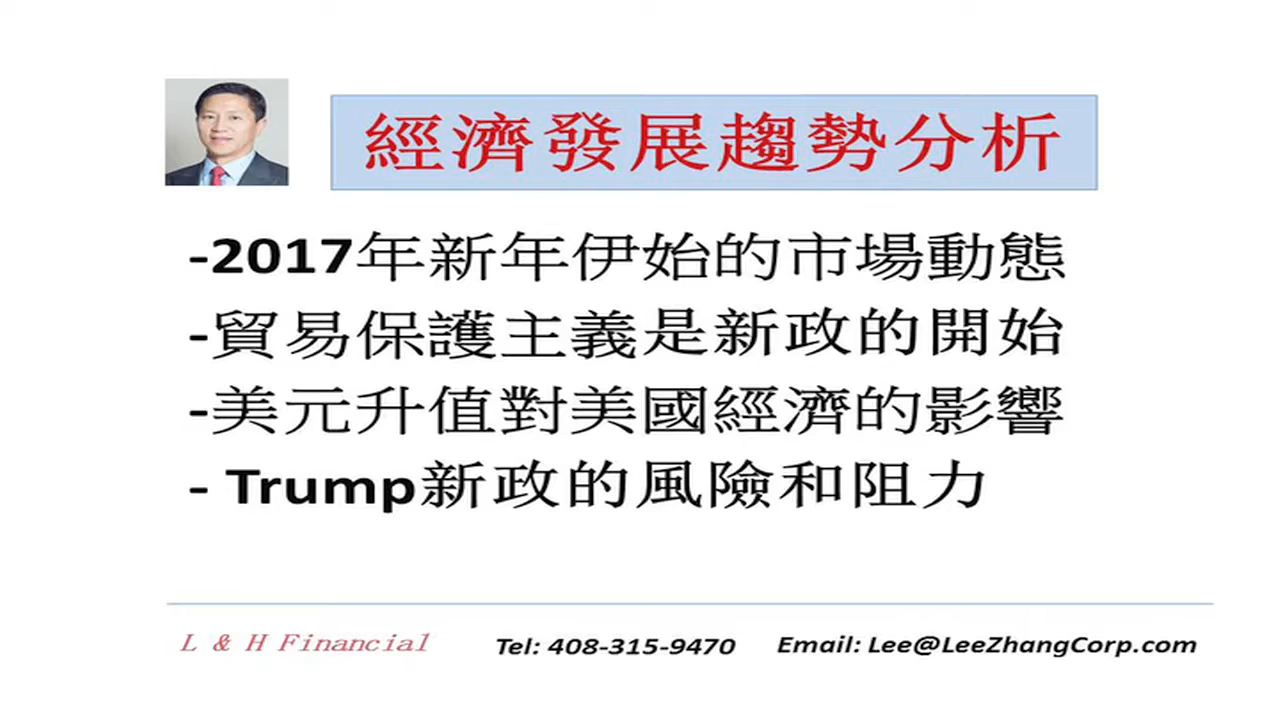 經濟發展趨勢分析
-2017年新年伊始的市場動態
-貿易保護主義是新政的開始
-美元升值對美國經濟的影響
- Trump新政的風險和阻力
L & H Financial Tel: 408-315-9470 Email: Lee@LeeZhangCorp.com